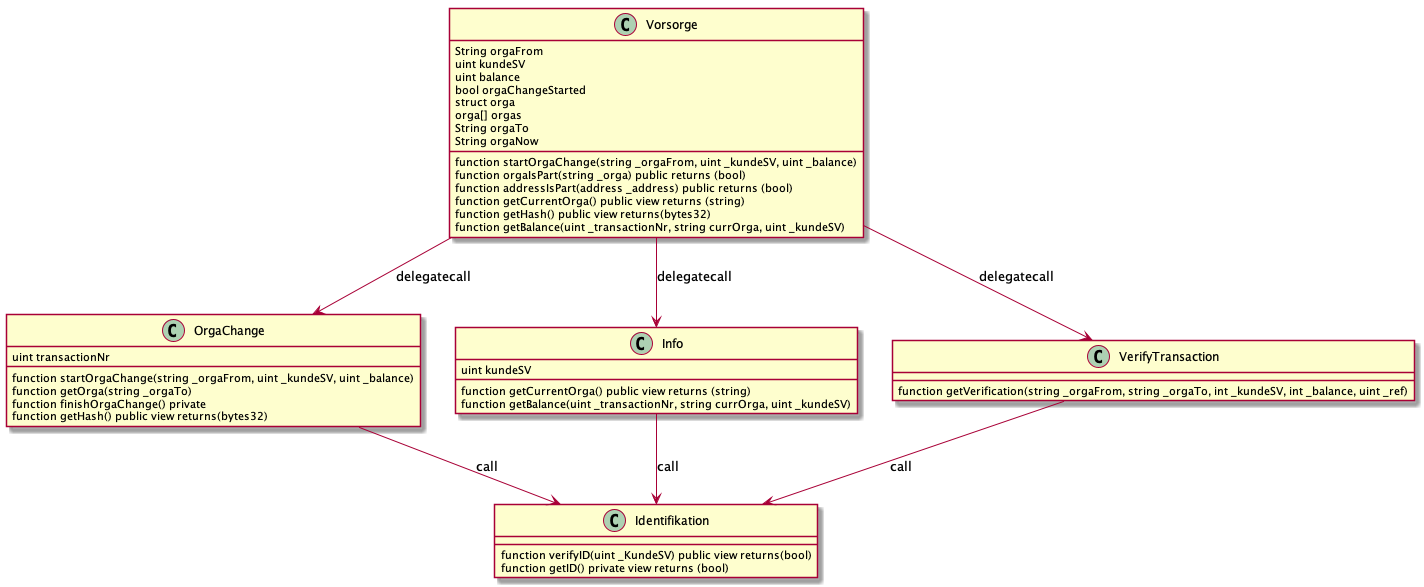 C Vorsorge
String orgaFrom
uint kundeSV
uint balance
bool orgaChangeStarted
struct orga
orga[] orgas
String orgaTo
String orgaNow
function startOrgaChange(string _orgaFrom, uint _kundeSV, uint _balance)
function orgaIsPart(string _orga) public returns (bool)
function addressIsPart(address _address) public returns (bool)
function getCurrentOrga() public view returns (string)
function getHash() public view returns(bytes32)
function getBalance(uint _transactionNr, string currOrga, uint _kundeSV)
delegatecall
delegatecall
delegatecall
C OrgaChange
uint transactionNr
function startOrgaChange(string _orgaFrom, uint _kundeSV, uint _balance)
function getOrga(string _orgaTo)
function finishOrgaChange() private
function getHash() public view returns(bytes32)
C Info
uint kundeSV
function getCurrentOrga() public view returns (string)
function getBalance(uint _transactionNr, string currOrga, uint _kundeSV)
C VerifyTransaction
function getVerification(string _orgaFrom, string _orgaTo, int _kundeSV, int _balance, uint _ref)
call
call
call
C Identifikation
function verifyID(uint _KundeSV) public view returns(bool)
function getID() private view returns (bool)